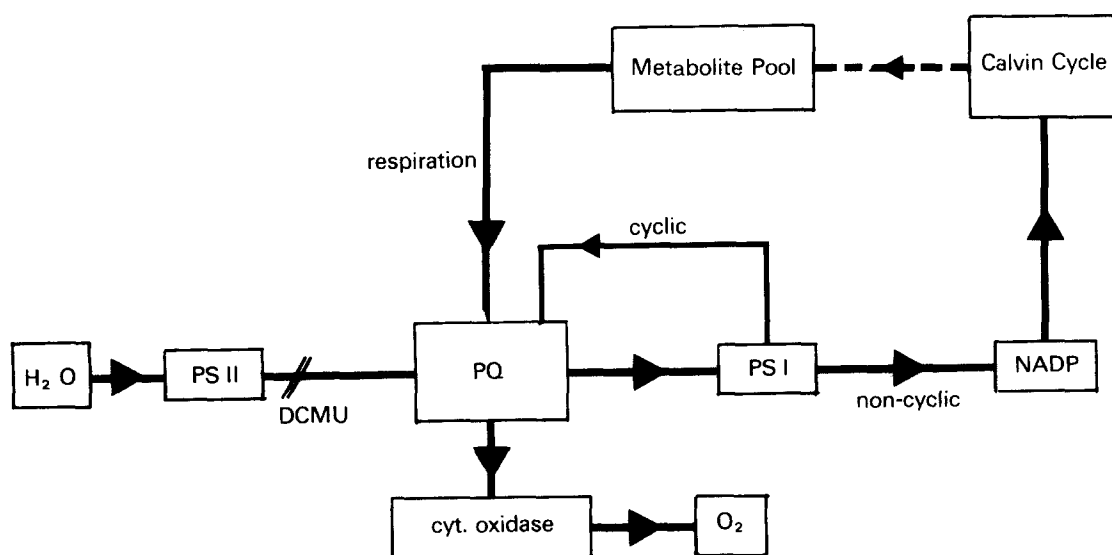 Metabolite Pool
Calvin Cycle
respiration
cyclic
H₂O
PS II
DCMU
PQ
PS I
non-cyclic
NADP
cyt. oxidase
O₂